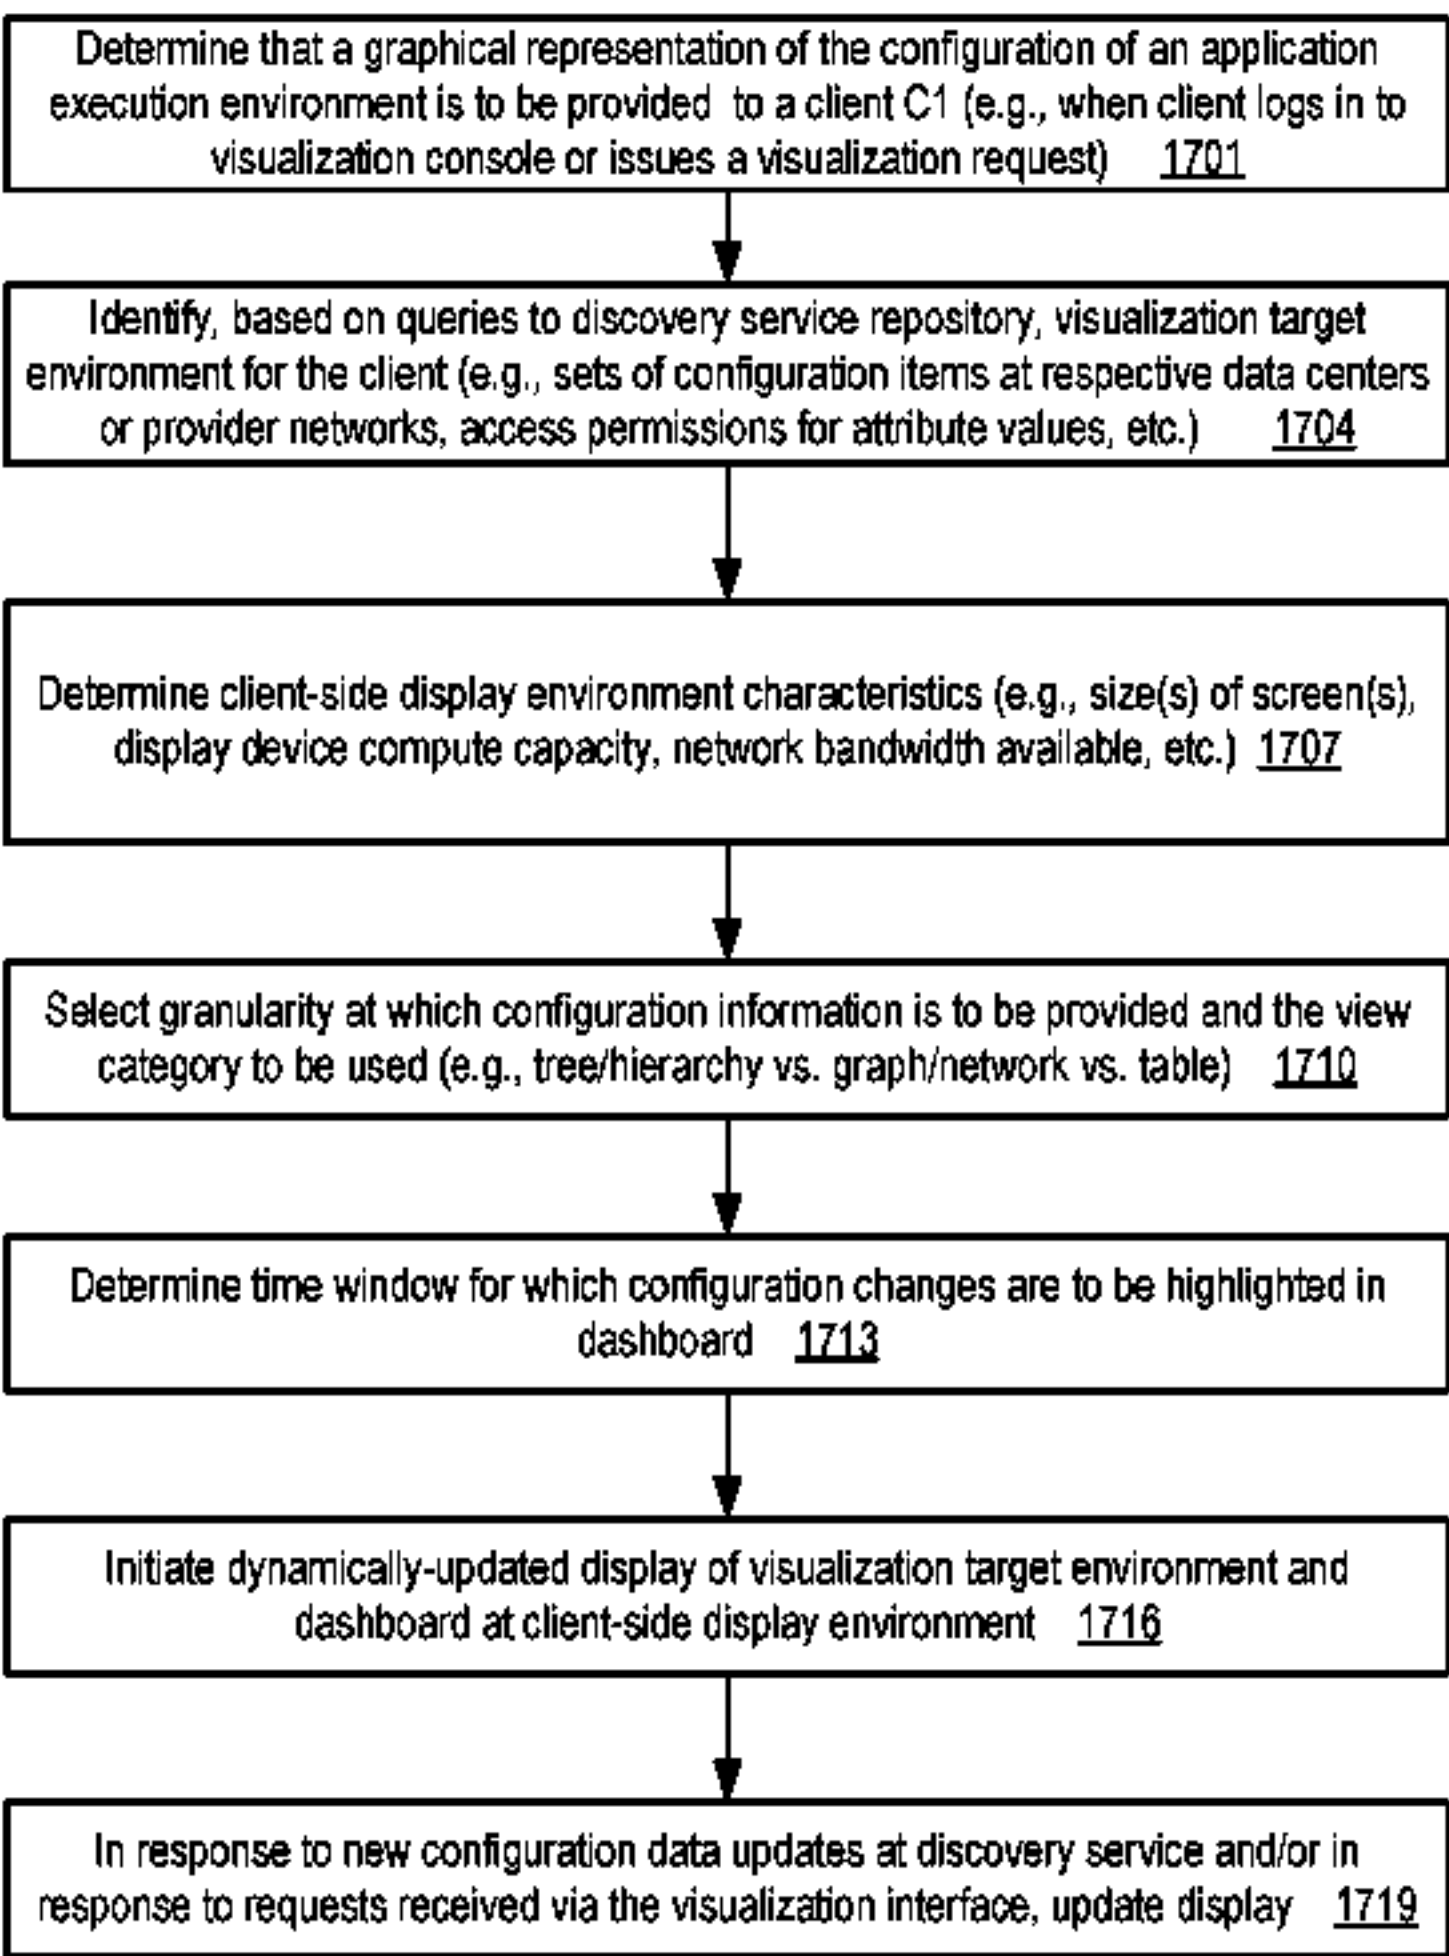 Determine that a graphical representation of the configuration of an application
execution environment is to be provided to a client C1 (e.g., when client logs in to
visualization console or issues a visualization request) 1701
Identify, based on queries to discovery service repository, visualization target
environment for the client (e.g., sets of configuration items at respective data centers
or provider networks, access permissions for attribute values, etc.) 1704
Determine client-side display environment characteristics (e.g., size(s) of screen(s),
display device compute capacity, network bandwidth available, etc.) 1707
Select granularity at which configuration information is to be provided and the view
category to be used (e.g., tree/hierarchy vs. graph/network vs. table) 1710
Determine time window for which configuration changes are to be highlighted in
dashboard 1713
Initiate dynamically-updated display of visualization target environment and
dashboard at client-side display environment 1716
In response to new configuration data updates at discovery service and/or in
response to requests received via the visualization interface, update display 1719